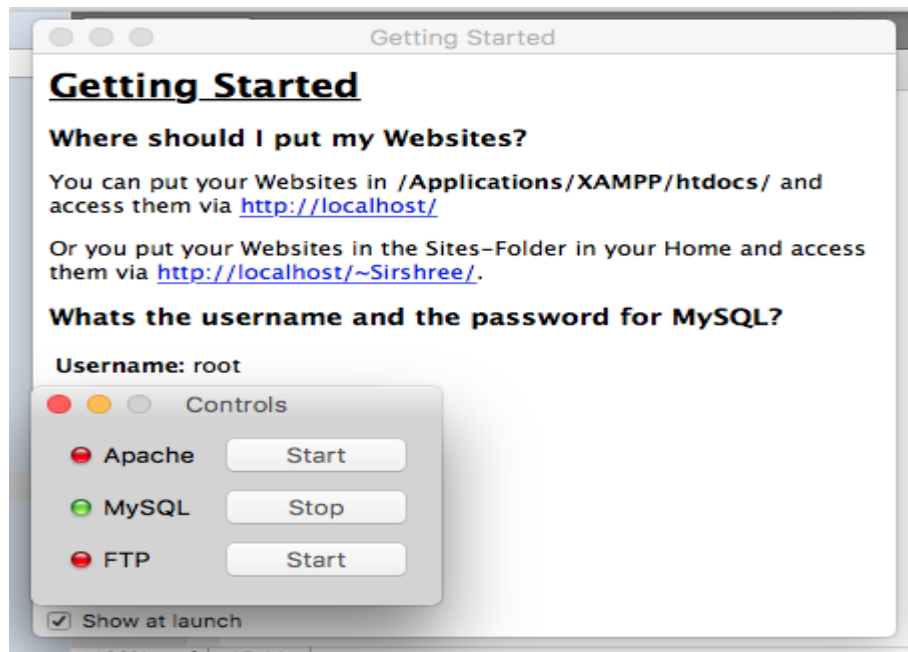 Getting Started
Getting Started
Where should I put my Websites?
You can put your Websites in /Applications/XAMPP/htdocs/ and
access them via http://localhost/
Or you put your Websites in the Sites-Folder in your Home and access
them via http://localhost/~Sirshree/.
Whats the username and the password for MySQL?
Username: root
Controls
Apache Start
MySQL Stop
FTP Start
Show at launch